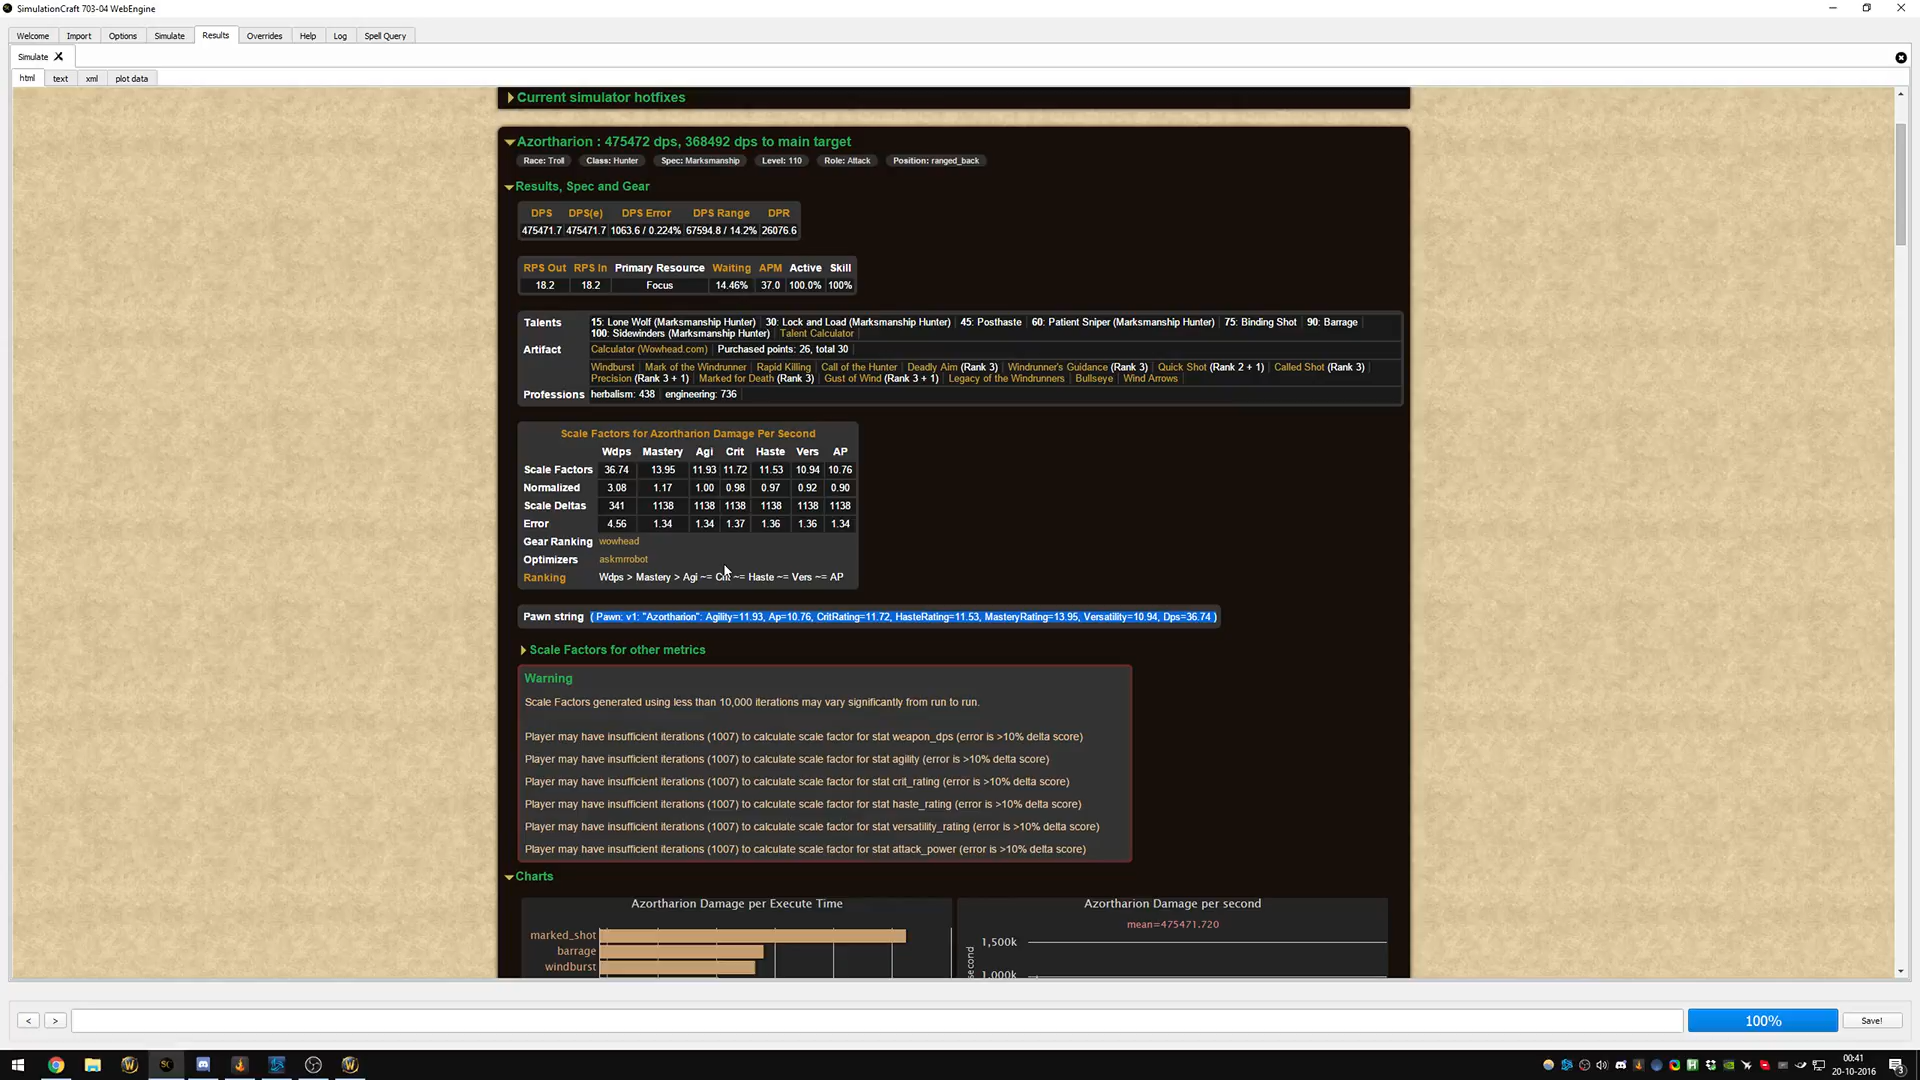 SimulationCraft 703-04 WebEngine
Welcome Import Options Simulate Results Overrides Help Log Spell Query
Simulate
html text xml plot data
Current simulator hotfixes
Azortharion : 475472 dps, 368492 dps to main target
Race: Troll Class: Hunter Spec: Marksmanship Level: 110 Role: Attack Position: ranged_back
Results, Spec and Gear
DPS DPS(e) DPS Error DPS Range DPR
475471.7 475471.7 1063.6 / 0.224% 67594.8 / 14.2% 26076.6
RPS Out RPS In Primary Resource Waiting APM Active Skill
18.2 18.2 Focus 14.46% 37.0 100.0% 100%
Talents 15: Lone Wolf (Marksmanship Hunter) 30: Lock and Load (Marksmanship Hunter) 45: Posthaste 60: Patient Sniper (Marksmanship Hunter) 75: Binding Shot 90: Barrage
100: Sidewinders (Marksmanship Hunter) Talent Calculator
Artifact Calculator (Wowhead.com) Purchased points: 26, total 30
Windburst Mark of the Windrunner Rapid Killing Call of the Hunter Deadly Aim (Rank 3) Windrunner's Guidance (Rank 3) Quick Shot (Rank 2 + 1) Called Shot (Rank 3)
Precision (Rank 3 + 1) Marked for Death (Rank 3) Gust of Wind (Rank 3 + 1) Legacy of the Windrunners Bullseye Wind Arrows
Professions herbalism: 438 engineering: 736
Scale Factors for Azortharion Damage Per Second
Wdps Mastery Agi Crit Haste Vers AP
Scale Factors 36.74 13.95 11.93 11.72 11.53 10.94 10.76
Normalized 3.08 1.17 1.00 0.98 0.97 0.92 0.90
Scale Deltas 341 1138 1138 1138 1138 1138 1138
Error 4.56 1.34 1.34 1.37 1.36 1.36 1.34
Gear Ranking wowhead
Optimizers askmrrobot
Ranking Wdps > Mastery > Agi ~= Crit ~= Haste ~= Vers ~= AP
Pawn string ( Pawn: v1: "Azortharion": Agility=11.93, Ap=10.76, CritRating=11.72, HasteRating=11.53, MasteryRating=13.95, Versatility=10.94, Dps=36.74 )
Scale Factors for other metrics
Warning
Scale Factors generated using less than 10,000 iterations may vary significantly from run to run.
Player may have insufficient iterations (1007) to calculate scale factor for stat weapon_dps (error is >10% delta score)
Player may have insufficient iterations (1007) to calculate scale factor for stat agility (error is >10% delta score)
Player may have insufficient iterations (1007) to calculate scale factor for stat crit_rating (error is >10% delta score)
Player may have insufficient iterations (1007) to calculate scale factor for stat haste_rating (error is >10% delta score)
Player may have insufficient iterations (1007) to calculate scale factor for stat versatility_rating (error is >10% delta score)
Player may have insufficient iterations (1007) to calculate scale factor for stat attack_power (error is >10% delta score)
Charts
Azortharion Damage per Execute Time Azortharion Damage per second
mean=475471.720
marked_shot
barrage
windburst
1,500k
1,000k
second
< > 100% Save!
00:41
20-10-2016